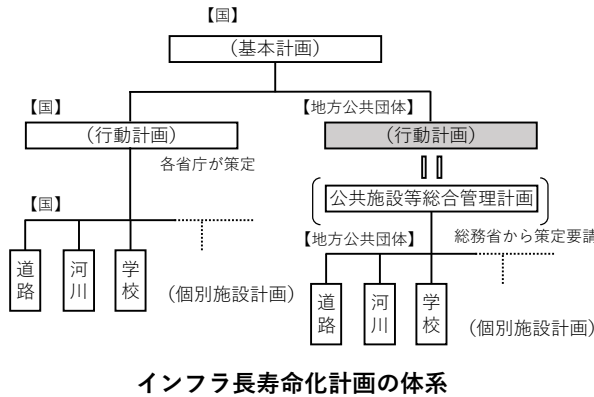 【国】
（基本計画）
【国】
【地方公共団体】
（行動計画）
（行動計画）
各省庁が策定
公共施設等総合管理計画
【国】
【地方公共団体】
総務省から策定要請
道路
河川
学校
（個別施設計画）
道路
河川
学校
（個別施設計画）
インフラ長寿命化計画の体系